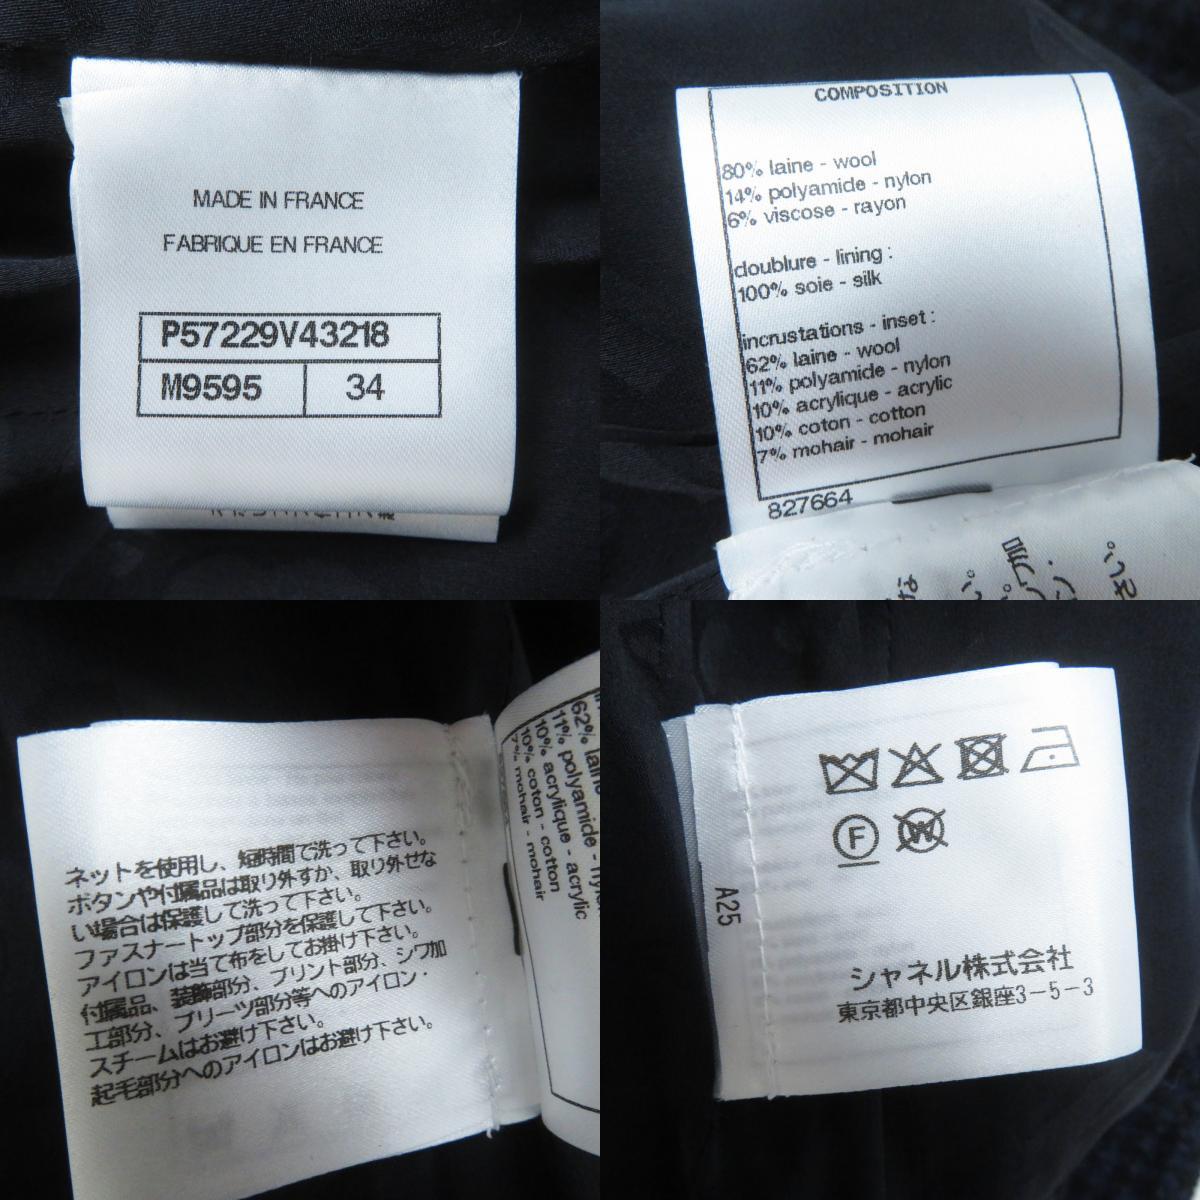 MADE IN FRANCE
FABRIQUE EN FRANCE
P57229V43218
M9595 34
COMPOSITION
80% laine - wool
14% polyamide - nylon
6% viscose - rayon
doublure - lining :
100% soie - silk
incrustations - inset :
62% laine - wool
11% polyamide - nylon
10% acrylique - acrylic
10% coton - cotton
7% mohair - mohair
827664
ネットを使用し、短時間で洗って下さい。
ボタンや付属品は取り外すか、取り外せな
い場合は保護して洗って下さい。
ファスナートップ部分を保護して下さい。
アイロンは当て布をしてお掛け下さい。
付属品、装飾部分、プリント部分、シワ加
工部分、プリーツ部分等へのアイロン・
スチームはお避け下さい。
起毛部分へのアイロンはお避け下さい。
62% laine
11% polyamide - nylon
10% acrylique - acrylic
10% coton - cotton
7% mohair - mohair
F
W
A25
シャネル株式会社
東京都中央区銀座3-5-3